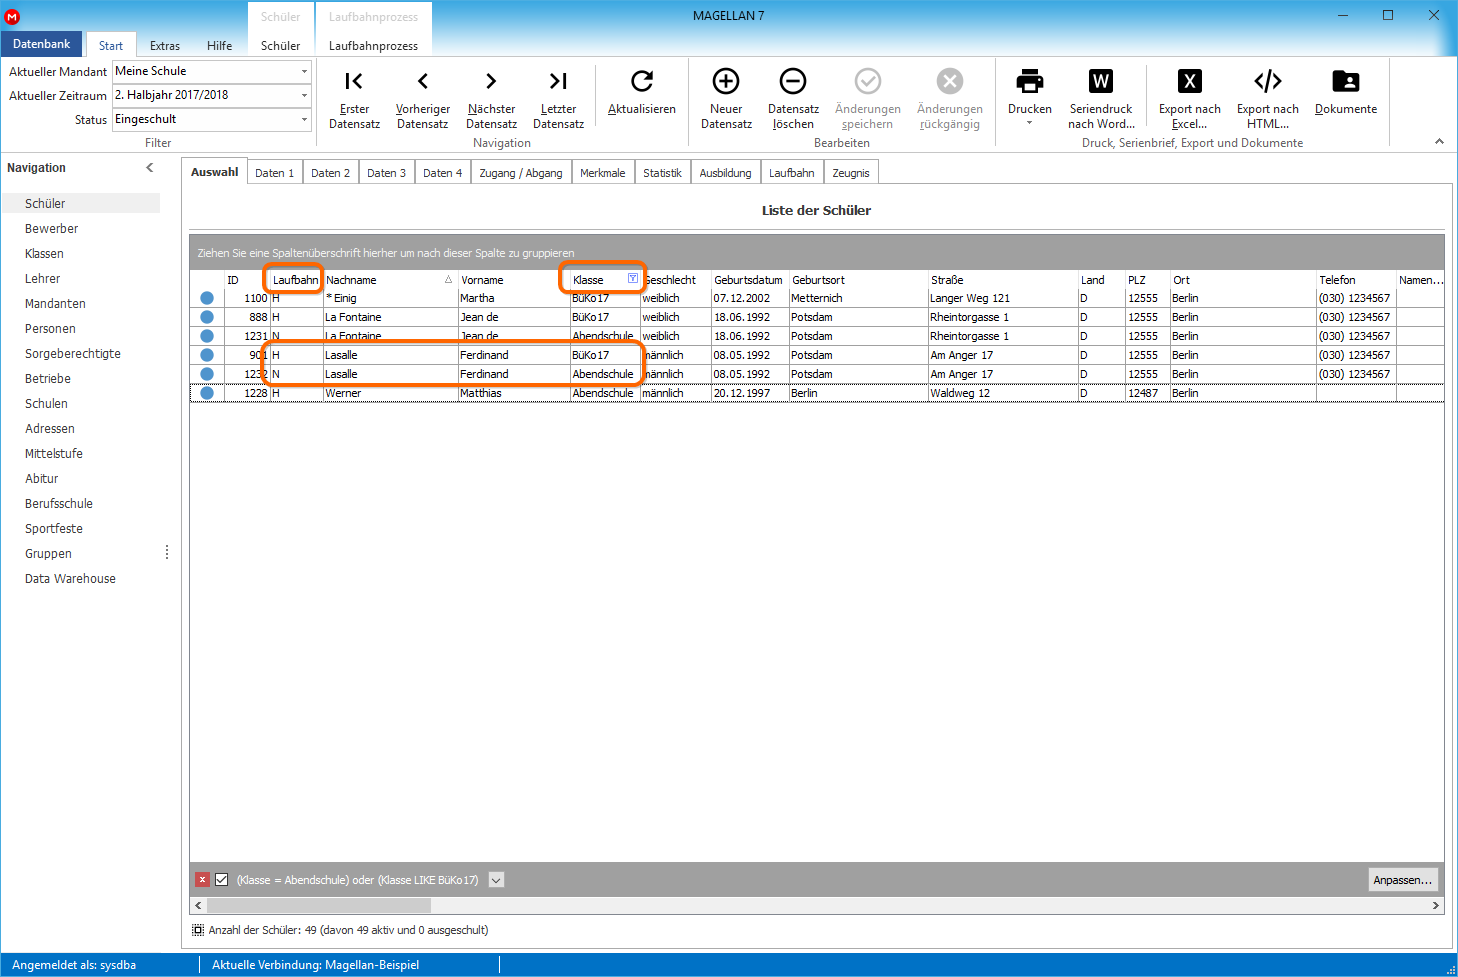 M
MAGELLAN 7
Schüler Laufbahnprozess
Datenbank Start Extras Hilfe Schüler Laufbahnprozess
Aktueller Mandant Meine Schule
Aktueller Zeitraum 2. Halbjahr 2017/2018
Status Eingeschult
Filter
Erster Datensatz
Vorheriger Datensatz
Nächster Datensatz
Letzter Datensatz
Aktualisieren
Navigation
Neuer Datensatz
Datensatz löschen
Änderungen speichern
Änderungen rückgängig
Bearbeiten
Drucken
W
Seriendruck nach Word...
X
Export nach Excel...
Export nach HTML...
Dokumente
Druck, Serienbrief, Export und Dokumente
Navigation
Schüler
Bewerber
Klassen
Lehrer
Mandanten
Personen
Sorgeberechtigte
Betriebe
Schulen
Adressen
Mittelstufe
Abitur
Berufsschule
Sportfeste
Gruppen
Data Warehouse
Auswahl Daten 1 Daten 2 Daten 3 Daten 4 Zugang / Abgang Merkmale Statistik Ausbildung Laufbahn Zeugnis
Liste der Schüler
Ziehen Sie eine Spaltenüberschrift hierher um nach dieser Spalte zu gruppieren
ID Laufbahn Nachname Vorname Klasse Geschlecht Geburtsdatum Geburtsort Straße Land PLZ Ort Telefon Namen...
1100 H * Einig Martha BüKo17 weiblich 07.12.2002 Metternich Langer Weg 121 D 12555 Berlin (030) 1234567
888 H La Fontaine Jean de BüKo17 weiblich 18.06.1992 Potsdam Rheintorgasse 1 D 12555 Berlin (030) 1234567
1231 N La Fontaine Jean de Abendschule weiblich 18.06.1992 Potsdam Rheintorgasse 1 D 12555 Berlin (030) 1234567
901 H Lasalle Ferdinand BüKo17 männlich 08.05.1992 Potsdam Am Anger 17 D 12555 Berlin (030) 1234567
1232 N Lasalle Ferdinand Abendschule männlich 08.05.1992 Potsdam Am Anger 17 D 12555 Berlin (030) 1234567
1228 H Werner Matthias Abendschule männlich 20.12.1997 Berlin Waldweg 12 D 12487 Berlin
x (Klasse = Abendschule) oder (Klasse LIKE BüKo17) Anpassen...
Anzahl der Schüler: 49 (davon 49 aktiv und 0 ausgeschult)
Angemeldet als: sysdba Aktuelle Verbindung: Magellan-Beispiel